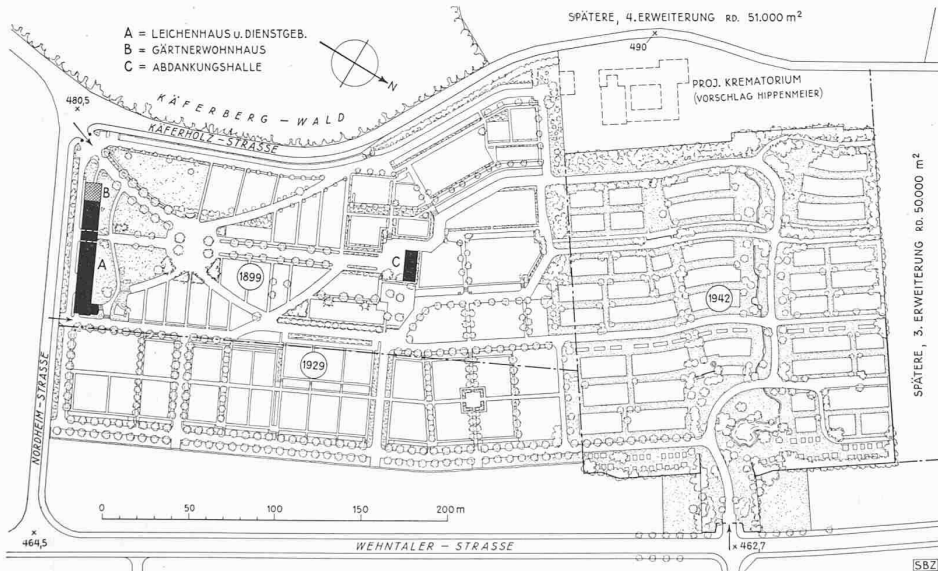 SPÄTERE, 4. ERWEITERUNG RD. 51.000 m²
490
A = LEICHENHAUS u. DIENSTGEB.
B = GÄRTNERWOHNHAUS
C = ABDANKUNGSHALLE
N
PROJ. KREMATORIUM
(VORSCHLAG HIPPENMEIER)
480,5
KÄFERBERG-WALD
KÄFERHOLZ-STRASSE
B
A
C
1899
1942
1929
SPÄTERE, 3. ERWEITERUNG RD. 50.000 m²
NORDHEIM-STRASSE
0 50 100 200 m
464,5
WEHNTALER-STRASSE
462,7
SBZ